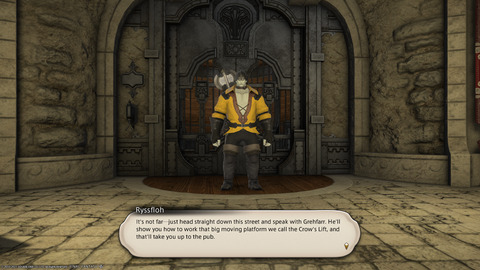 Ryssfloh
It's not far—just head straight down this street and speak with Grehfarr. He'll
show you how to work that big moving platform we call the Crow's Lift, and
that'll take you up to the pub.